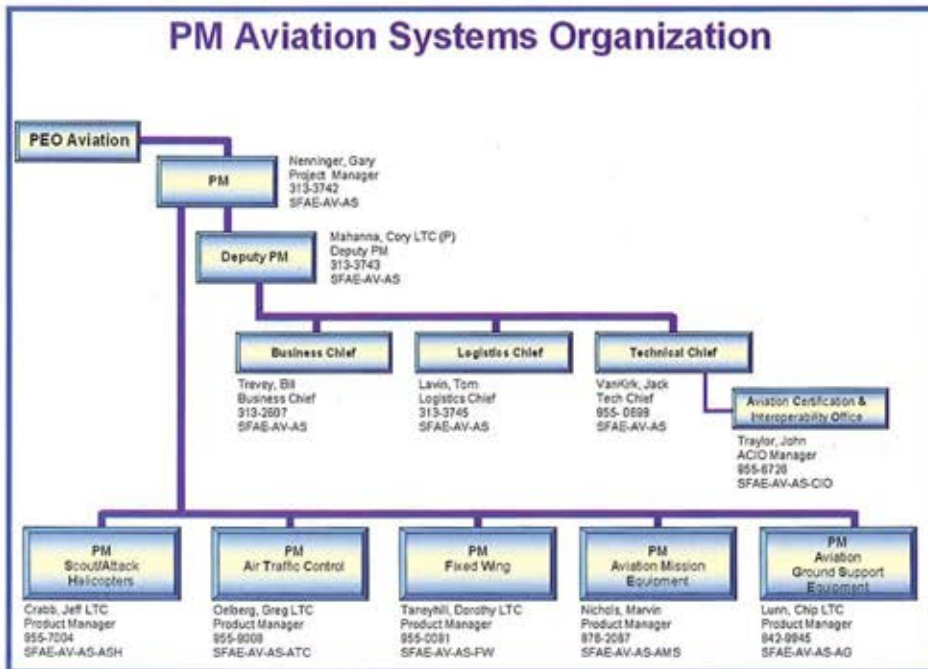 PM Aviation Systems Organization
PEO Aviation
PM
Nenninger, Gary
Project Manager
313-3742
SFAE-AV-AS
Deputy PM
Mahanna, Cory LTC (P)
Deputy PM
313-3743
SFAE-AV-AS
Business Chief
Trevey, Bill
Business Chief
313-2607
SFAE-AV-AS
Logistics Chief
Lavin, Tom
Logistics Chief
313-3745
SFAE-AV-AS
Technical Chief
VanKirk, Jack
Tech Chief
955- 0699
SFAE-AV-AS
Aviation Certification &
Interoperability Office
Traylor, John
ACIO Manager
955-6726
SFAE-AV-AS-CIO
PM
Scout/Attack
Helicopters
Crabb, Jeff LTC
Product Manager
955-7004
SFAE-AV-AS-ASH
PM
Air Traffic Control
Oelberg, Greg LTC
Product Manager
955-9008
SFAE-AV-AS-ATC
PM
Fixed Wing
Taneyhill, Dorothy LTC
Product Manager
955-0081
SFAE-AV-AS-FW
PM
Aviation Mission
Equipment
Nichols, Marvin
Product Manager
876-2087
SFAE-AV-AS-AMS
PM
Aviation
Ground Support
Equipment
Lunn, Chip LTC
Product Manager
842-9945
SFAE-AV-AS-AG